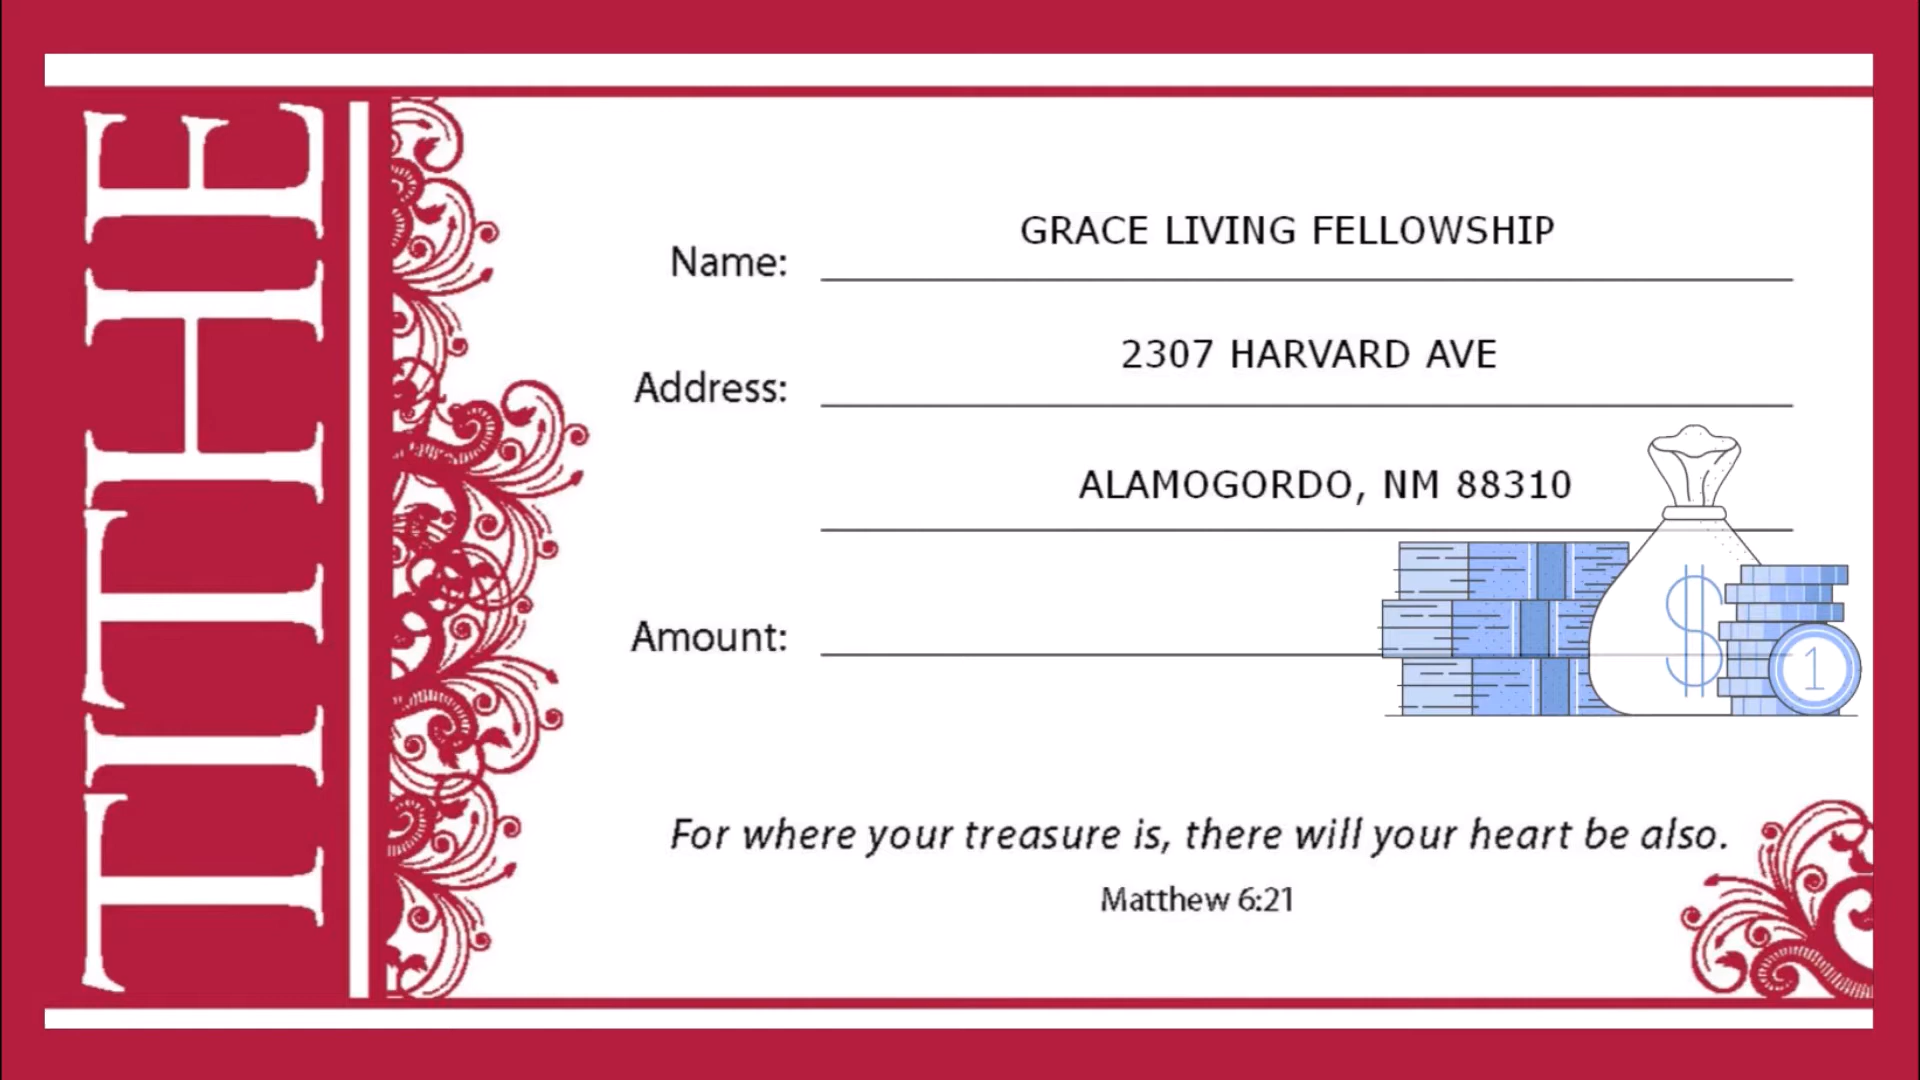 TITHE
Name: GRACE LIVING FELLOWSHIP
Address: 2307 HARVARD AVE
ALAMOGORDO, NM 88310
Amount:
$
1
For where your treasure is, there will your heart be also.
Matthew 6:21